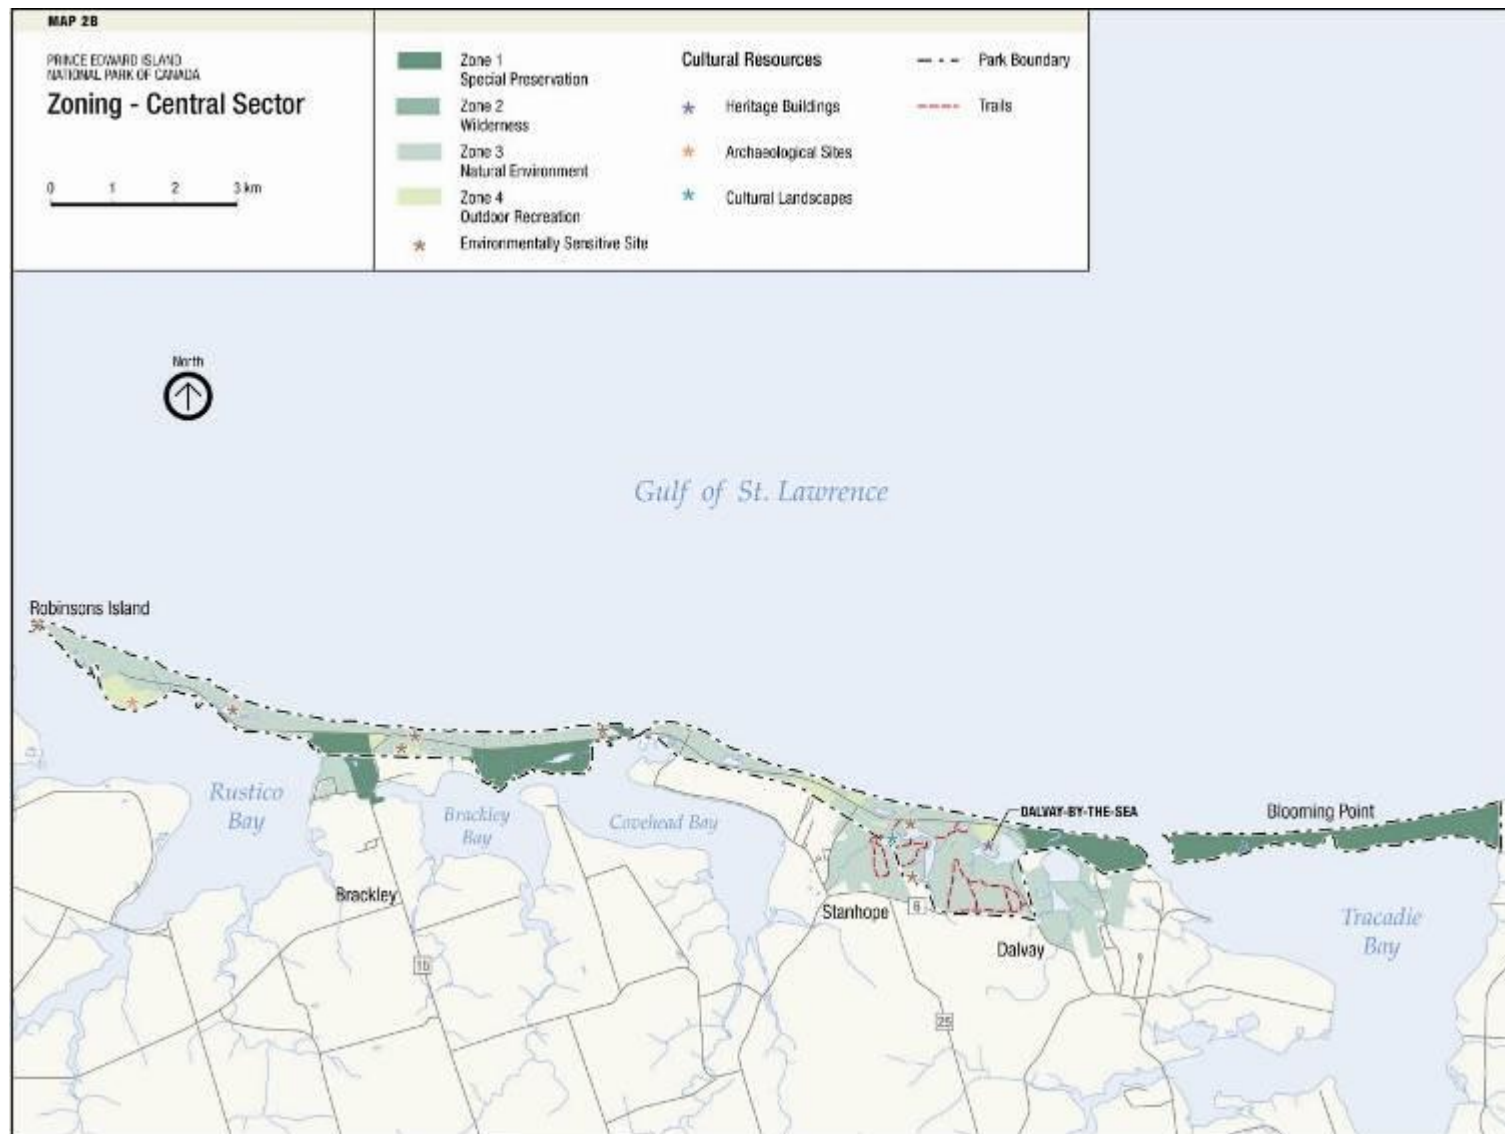 MAP 2B
PRINCE EDWARD ISLAND
NATIONAL PARK OF CANADA
Zoning - Central Sector
0 1 2 3 km
Zone 1
Special Preservation
Zone 2
Wilderness
Zone 3
Natural Environment
Zone 4
Outdoor Recreation
Environmentally Sensitive Site
Cultural Resources
Heritage Buildings
Archaeological Sites
Cultural Landscapes
Park Boundary
Trails
North
Gulf of St. Lawrence
Robinsons Island
Rustico
Bay
Brackley
Bay
Covehead Bay
DALVAY-BY-THE-SEA
Blooming Point
Brackley
Stanhope
6
Dalvay
Tracadie
Bay
15
25